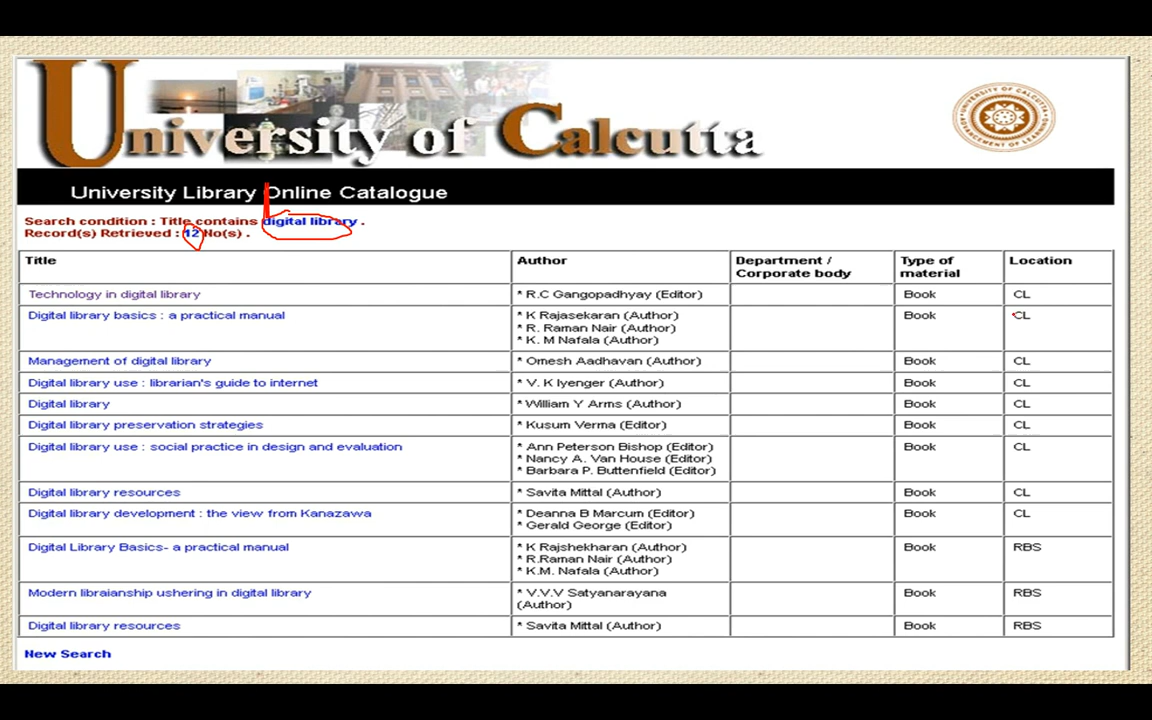 University of Calcutta
University Library Online Catalogue
Search condition : Title contains digital library .
Record(s) Retrieved : 12 No(s) .
Title Author Department / Corporate body Type of material Location
Technology in digital library * R.C Gangopadhyay (Editor) Book CL
Digital library basics : a practical manual * K Rajasekaran (Author) Book CL
* R. Raman Nair (Author)
* K. M Nafala (Author)
Management of digital library * Omesh Aadhavan (Author) Book CL
Digital library use : librarian's guide to internet * V. K Iyenger (Author) Book CL
Digital library * William Y Arms (Author) Book CL
Digital library preservation strategies * Kusum Verma (Editor) Book CL
Digital library use : social practice in design and evaluation * Ann Peterson Bishop (Editor) Book CL
* Nancy A. Van House (Editor)
* Barbara P. Buttenfield (Editor)
Digital library resources * Savita Mittal (Author) Book CL
Digital library development : the view from Kanazawa * Deanna B Marcum (Editor) Book CL
* Gerald George (Editor)
Digital Library Basics- a practical manual * K Rajshekharan (Author) Book RBS
* R.Raman Nair (Author)
* K.M. Nafala (Author)
Modern libraianship ushering in digital library * V.V.V Satyanarayana Book RBS
(Author)
Digital library resources * Savita Mittal (Author) Book RBS
New Search